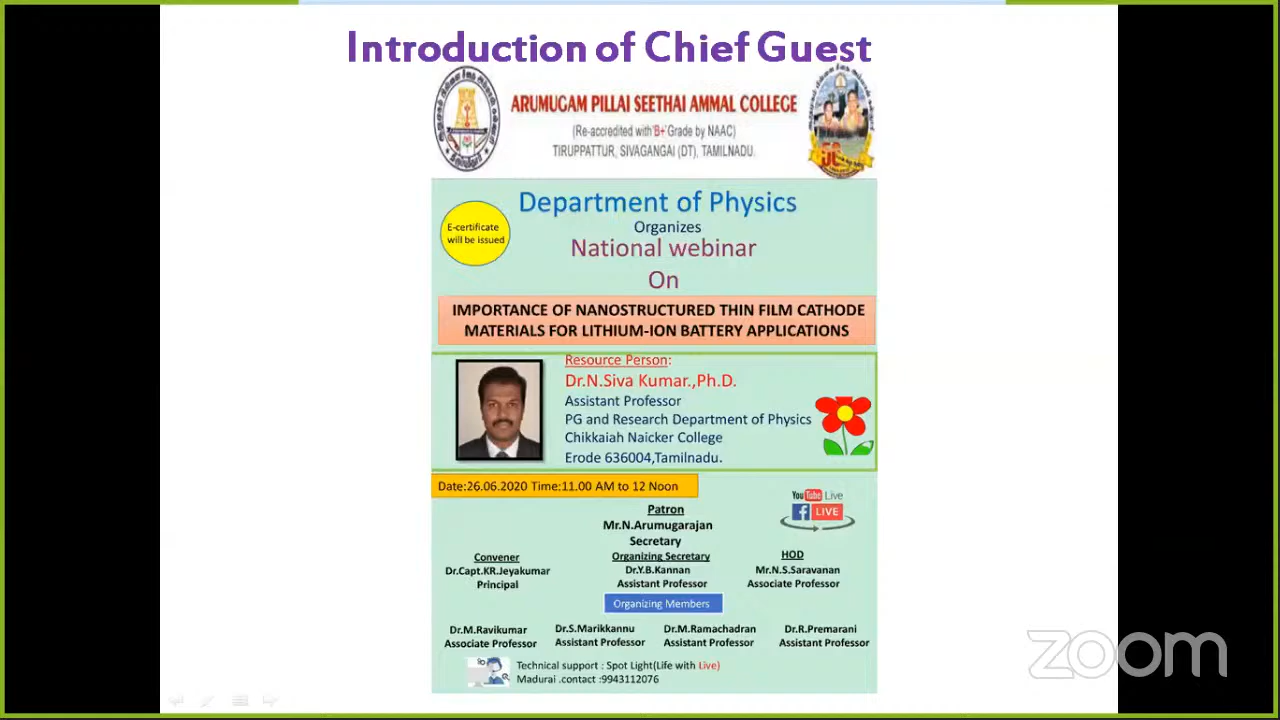 Introduction of Chief Guest
ARUMUGAM PILLAI SEETHAI AMMAL COLLEGE
(Re-accredited with'B+'Grade by NAAC)
TIRUPPATTUR, SIVAGANGAI (DT), TAMILNADU.
Department of Physics
E-certificate
will be issued
Organizes
National webinar
On
IMPORTANCE OF NANOSTRUCTURED THIN FILM CATHODE
MATERIALS FOR LITHIUM-ION BATTERY APPLICATIONS
Resource Person:
Dr.N.Siva Kumar.,Ph.D.
Assistant Professor
PG and Research Department of Physics
Chikkaiah Naicker College
Erode 636004,Tamilnadu.
Date:26.06.2020 Time:11.00 AM to 12 Noon
You Tube Live
f LIVE
Patron
Mr.N.Arumugarajan
Secretary
Convener
Dr.Capt.KR.Jeyakumar
Principal
Organizing Secretary
Dr.Y.B.Kannan
Assistant Professor
HOD
Mr.N.S.Saravanan
Associate Professor
Organizing Members
Dr.M.Ravikumar
Associate Professor
Dr.S.Marikkannu
Assistant Professor
Dr.M.Ramachadran
Assistant Professor
Dr.R.Premarani
Assistant Professor
Technical support : Spot Light(Life with Live)
Madurai .contact :9943112076
zoom